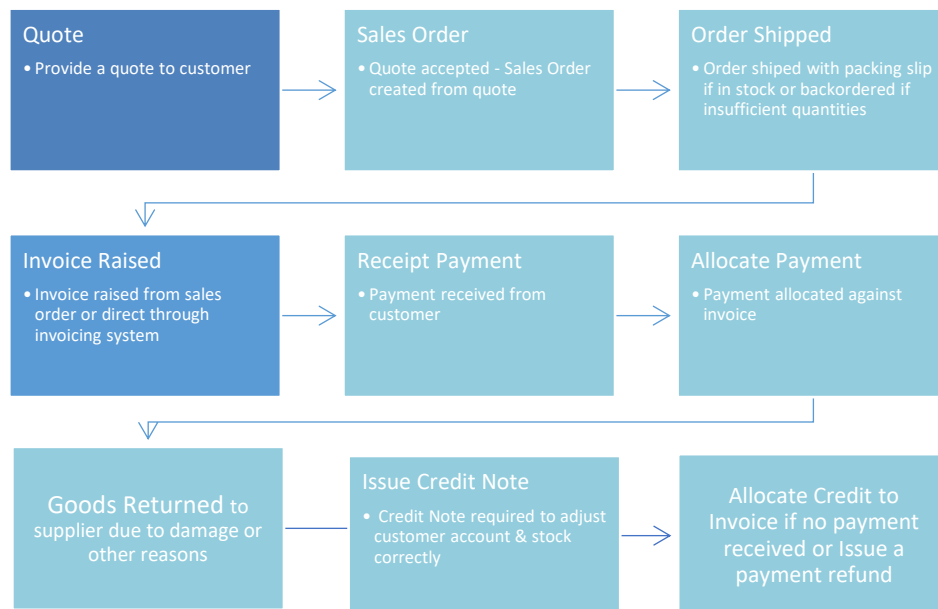 Quote
• Provide a quote to customer
Sales Order
• Quote accepted - Sales Order
created from quote
Order Shipped
• Order shiped with packing slip
if in stock or backordered if
insufficient quantities
Invoice Raised
• Invoice raised from sales
order or direct through
invoicing system
Receipt Payment
• Payment received from
customer
Allocate Payment
• Payment allocated against
invoice
Goods Returned to
supplier due to damage or
other reasons
Issue Credit Note
• Credit Note required to adjust
customer account & stock
correctly
Allocate Credit to
Invoice if no payment
received or Issue a
payment refund